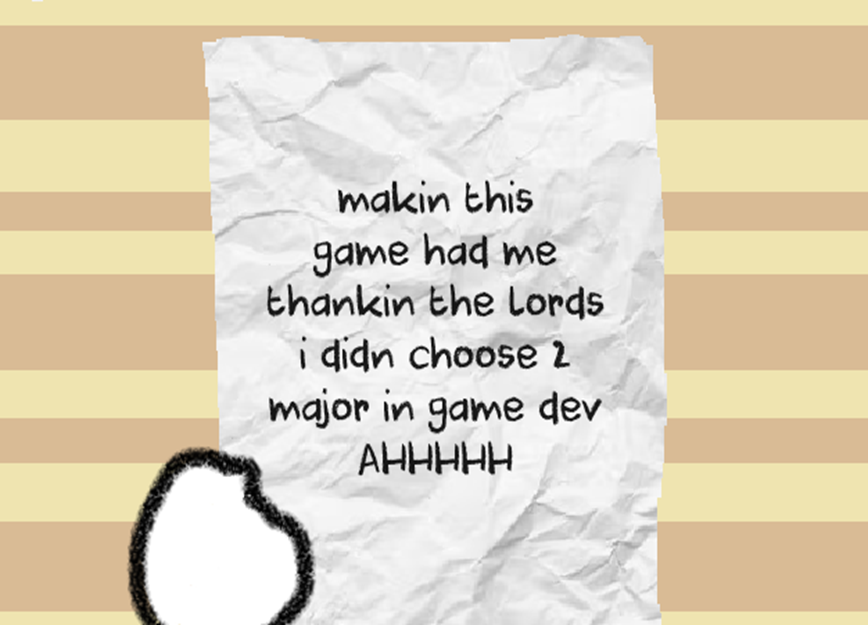 makin this
game had me
thankin the Lords
i didn choose 2
major in game dev
AHHHHH